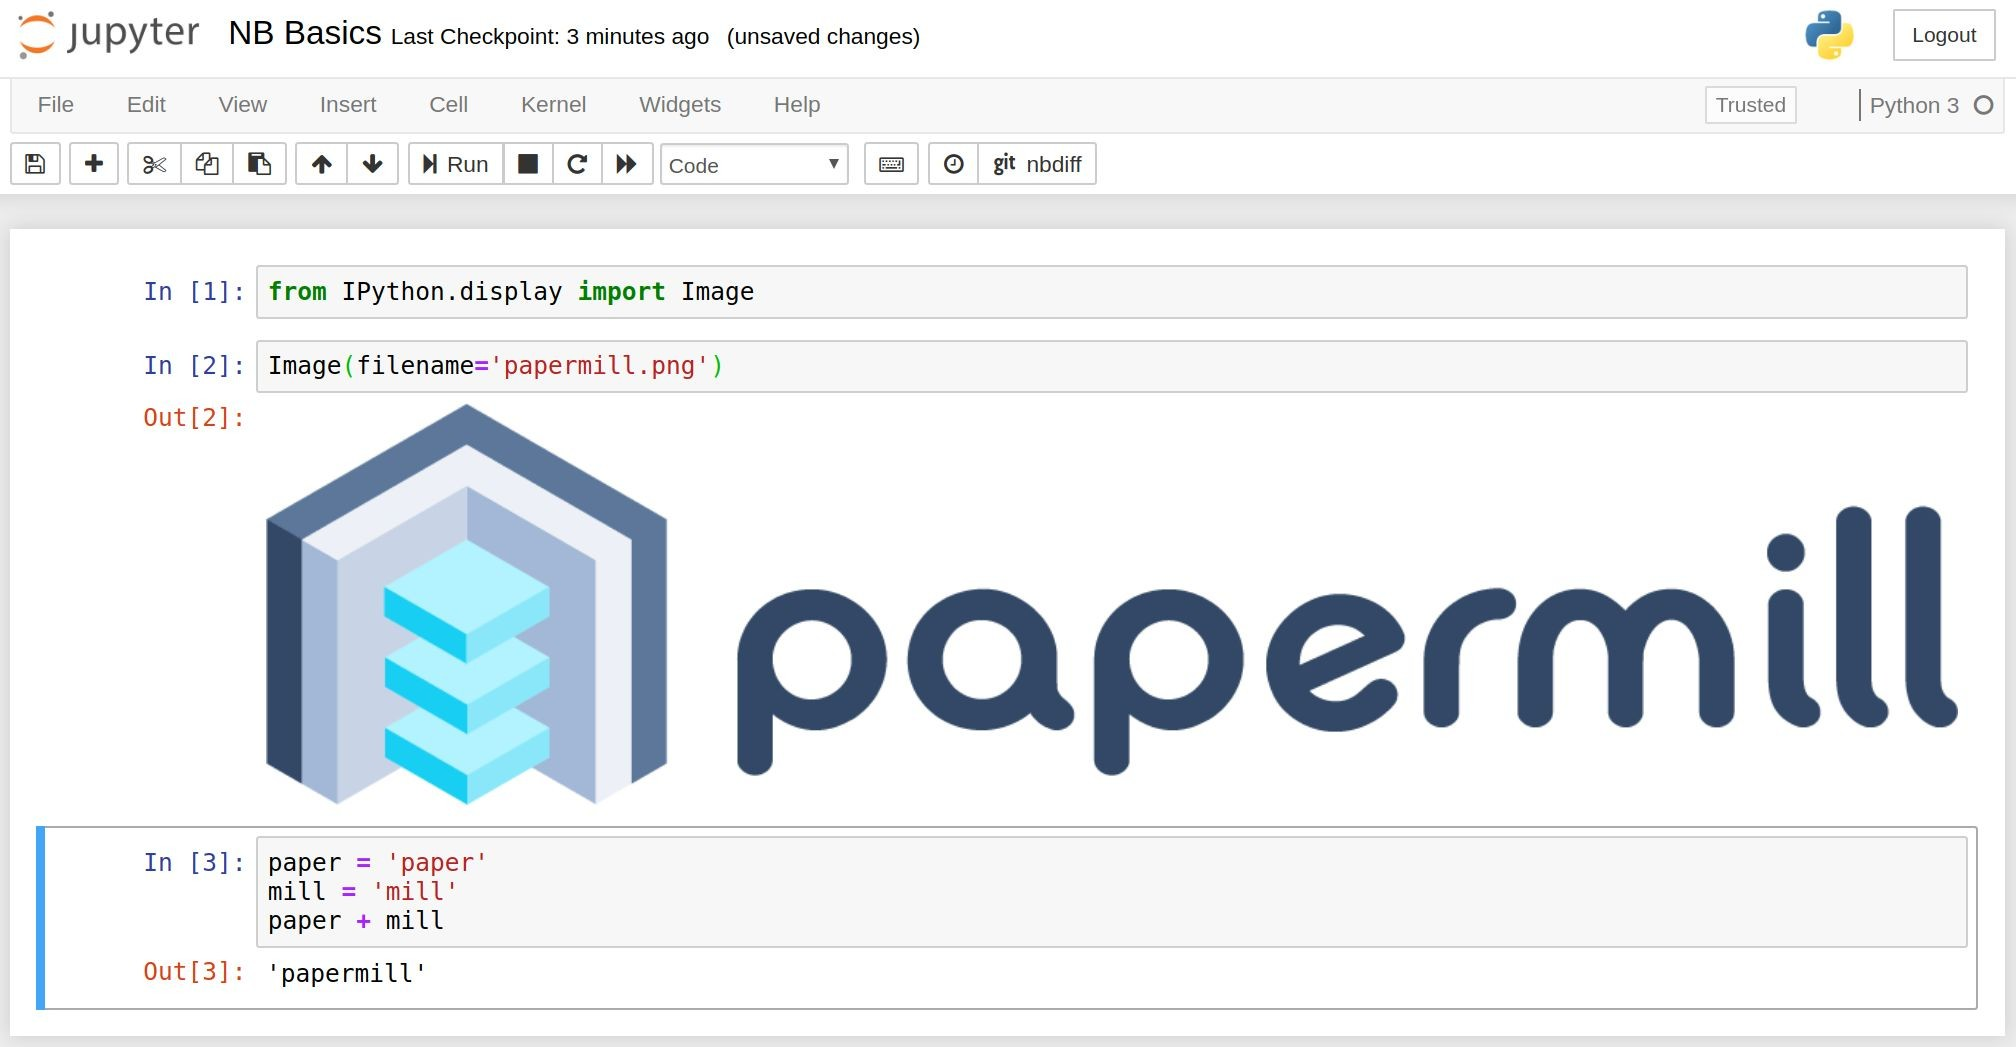 jupyter NB Basics Last Checkpoint: 3 minutes ago (unsaved changes) Logout
File Edit View Insert Cell Kernel Widgets Help Trusted Python 3
Run Code git nbdiff
In [1]: from IPython.display import Image
In [2]: Image(filename='papermill.png')
Out[2]:
papermill
In [3]: paper = 'paper'
mill = 'mill'
paper + mill
Out[3]: 'papermill'